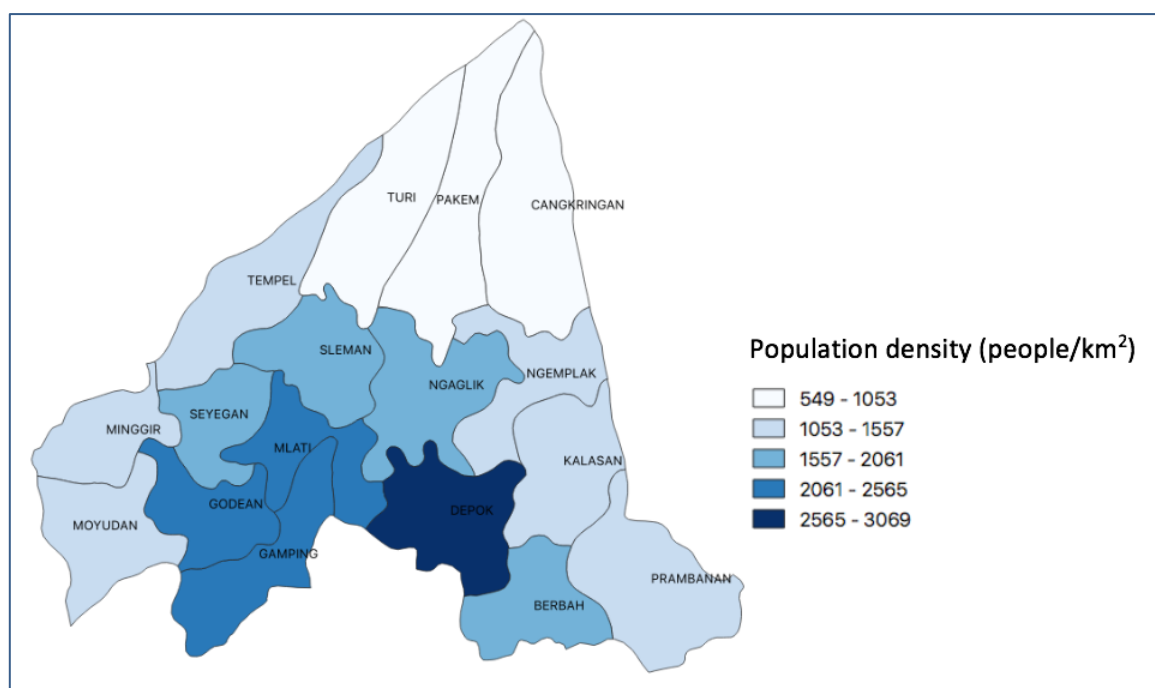 TURI
PAKEM
CANGKRINGAN
TEMPEL
SLEMAN
NGAGLIK
NGEMPLAK
SEYEGAN
MINGGIR
MLATI
KALASAN
GODEAN
MOYUDAN
DEPOK
GAMPING
PRAMBANAN
BERBAH
Population density (people/km²)
549 - 1053
1053 - 1557
1557 - 2061
2061 - 2565
2565 - 3069